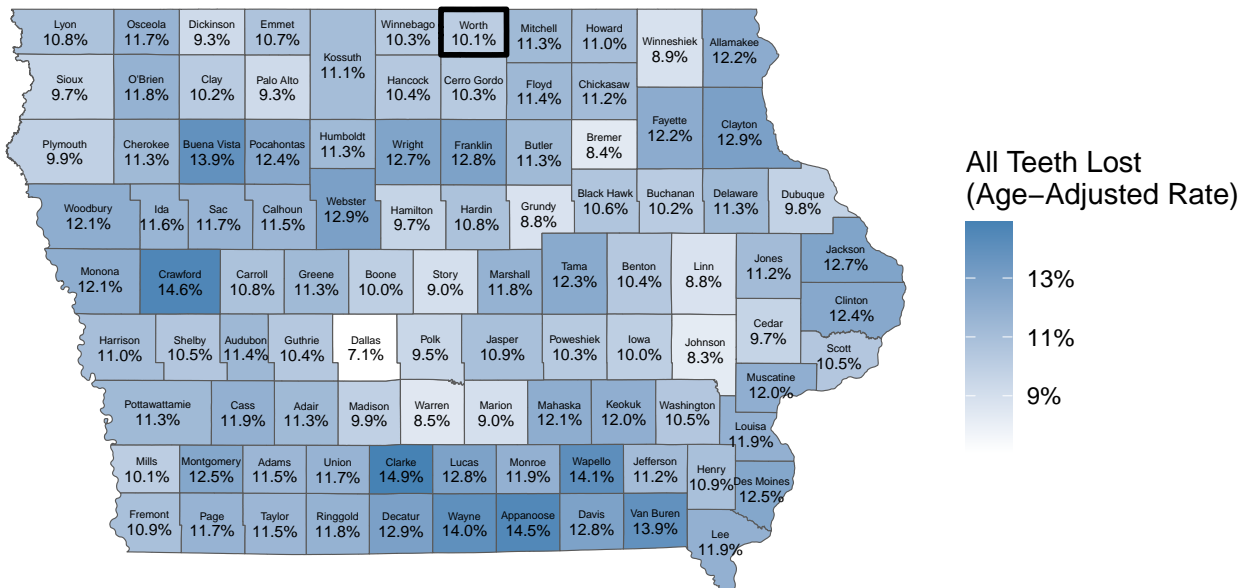 Lyon
10.8%
Osceola
11.7%
Dickinson
9.3%
Emmet
10.7%
Kossuth
11.1%
Winnebago
10.3%
Worth
10.1%
Mitchell
11.3%
Howard
11.0%
Winneshiek
8.9%
Allamakee
12.2%
Sioux
9.7%
O'Brien
11.8%
Clay
10.2%
Palo Alto
9.3%
Hancock
10.4%
Cerro Gordo
10.3%
Floyd
11.4%
Chickasaw
11.2%
Fayette
12.2%
Clayton
12.9%
Plymouth
9.9%
Cherokee
11.3%
Buena Vista
13.9%
Pocahontas
12.4%
Humboldt
11.3%
Wright
12.7%
Franklin
12.8%
Butler
11.3%
Bremer
8.4%
Woodbury
12.1%
Ida
11.6%
Sac
11.7%
Calhoun
11.5%
Webster
12.9%
Hamilton
9.7%
Hardin
10.8%
Grundy
8.8%
Black Hawk
10.6%
Buchanan
10.2%
Delaware
11.3%
Dubuque
9.8%
Monona
12.1%
Crawford
14.6%
Carroll
10.8%
Greene
11.3%
Boone
10.0%
Story
9.0%
Marshall
11.8%
Tama
12.3%
Benton
10.4%
Linn
8.8%
Jones
11.2%
Jackson
12.7%
Clinton
12.4%
Harrison
11.0%
Shelby
10.5%
Audubon
11.4%
Guthrie
10.4%
Dallas
7.1%
Polk
9.5%
Jasper
10.9%
Poweshiek
10.3%
Iowa
10.0%
Johnson
8.3%
Cedar
9.7%
Scott
10.5%
Muscatine
12.0%
Pottawattamie
11.3%
Cass
11.9%
Adair
11.3%
Madison
9.9%
Warren
8.5%
Marion
9.0%
Mahaska
12.1%
Keokuk
12.0%
Washington
10.5%
Louisa
11.9%
Mills
10.1%
Montgomery
12.5%
Adams
11.5%
Union
11.7%
Clarke
14.9%
Lucas
12.8%
Monroe
11.9%
Wapello
14.1%
Jefferson
11.2%
Henry
10.9%
Des Moines
12.5%
Fremont
10.9%
Page
11.7%
Taylor
11.5%
Ringgold
11.8%
Decatur
12.9%
Wayne
14.0%
Appanoose
14.5%
Davis
12.8%
Van Buren
13.9%
Lee
11.9%
All Teeth Lost
(Age−Adjusted Rate)
13%
11%
9%